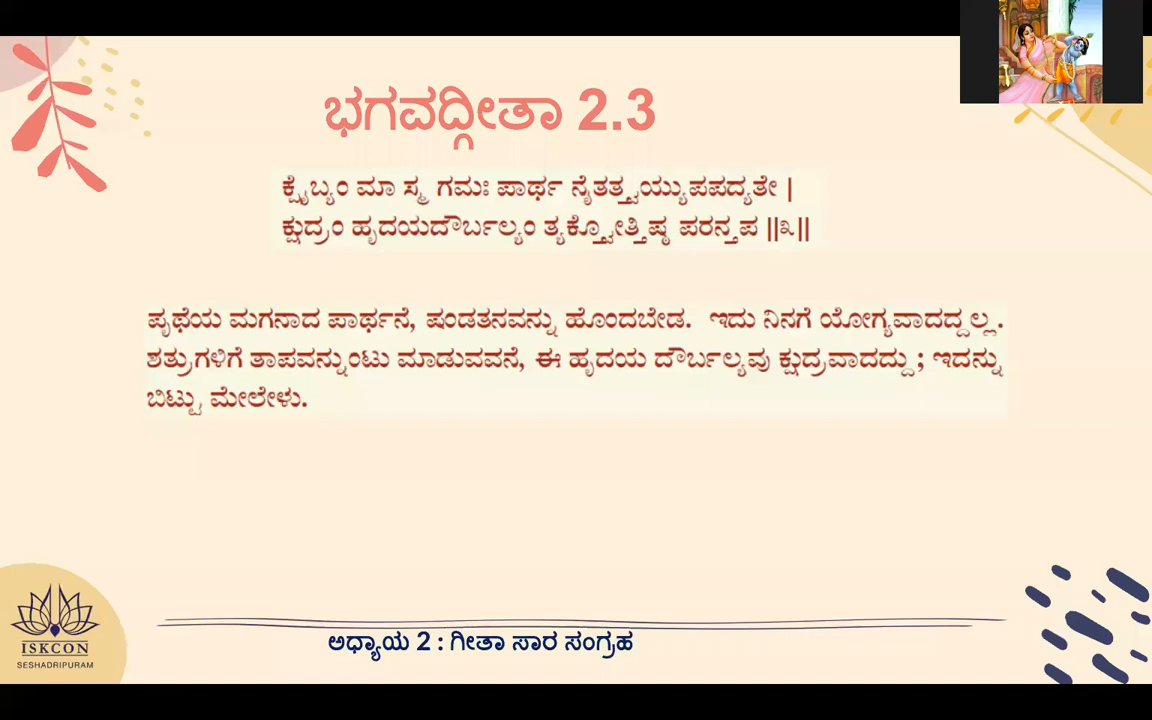 ಭಗವದ್ಗೀತಾ 2.3
ಕ್ಷೈಬ್ಯಂ ಮಾ ಸ್ಮ ಗಮಃ ಪಾರ್ಥ ನೈತತ್ತ್ವಯ್ಯುಪಪದ್ಯತೇ |
ಕ್ಷುದ್ರಂ ಹೃದಯದೌರ್ಬಲ್ಯಂ ತ್ಯಕ್ತ್ವೋತ್ತಿಷ್ಠ ಪರನ್ತಪ ||೩||
ಪೃಥೆಯ ಮಗನಾದ ಪಾರ್ಥನೆ, ಷಂಡತನವನ್ನು ಹೊಂದಬೇಡ. ಇದು ನಿನಗೆ ಯೋಗ್ಯವಾದದ್ದಲ್ಲ.
ಶತ್ರುಗಳಿಗೆ ತಾಪವನ್ನುಂಟು ಮಾಡುವವನೆ, ಈ ಹೃದಯ ದೌರ್ಬಲ್ಯವು ಕ್ಷುದ್ರವಾದದ್ದು ; ಇದನ್ನು
ಬಿಟ್ಟು ಮೇಲೇಳು.
ISKCON
SESHADRIPURAM
ಅಧ್ಯಾಯ 2 : ಗೀತಾ ಸಾರ ಸಂಗ್ರಹ